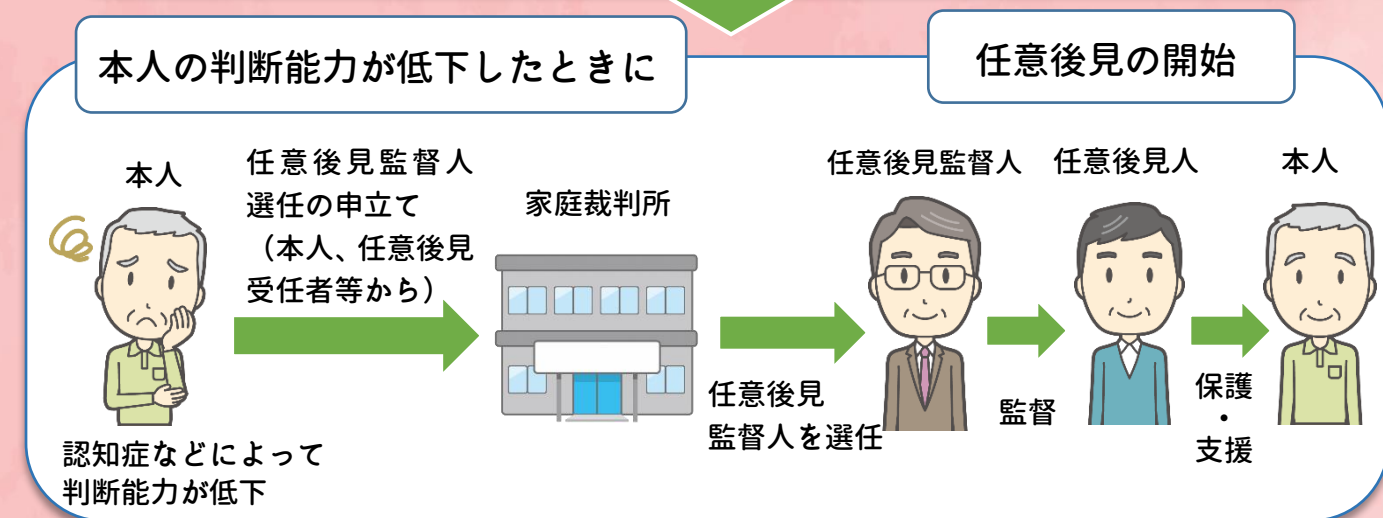 本人の判断能力が低下したときに
任意後見の開始
本人
任意後見監督人
選任の申立て
（本人、任意後見
受任者等から）
家庭裁判所
任意後見監督人
任意後見人
本人
認知症などによって
判断能力が低下
任意後見
監督人を選任
監督
保護
・
支援